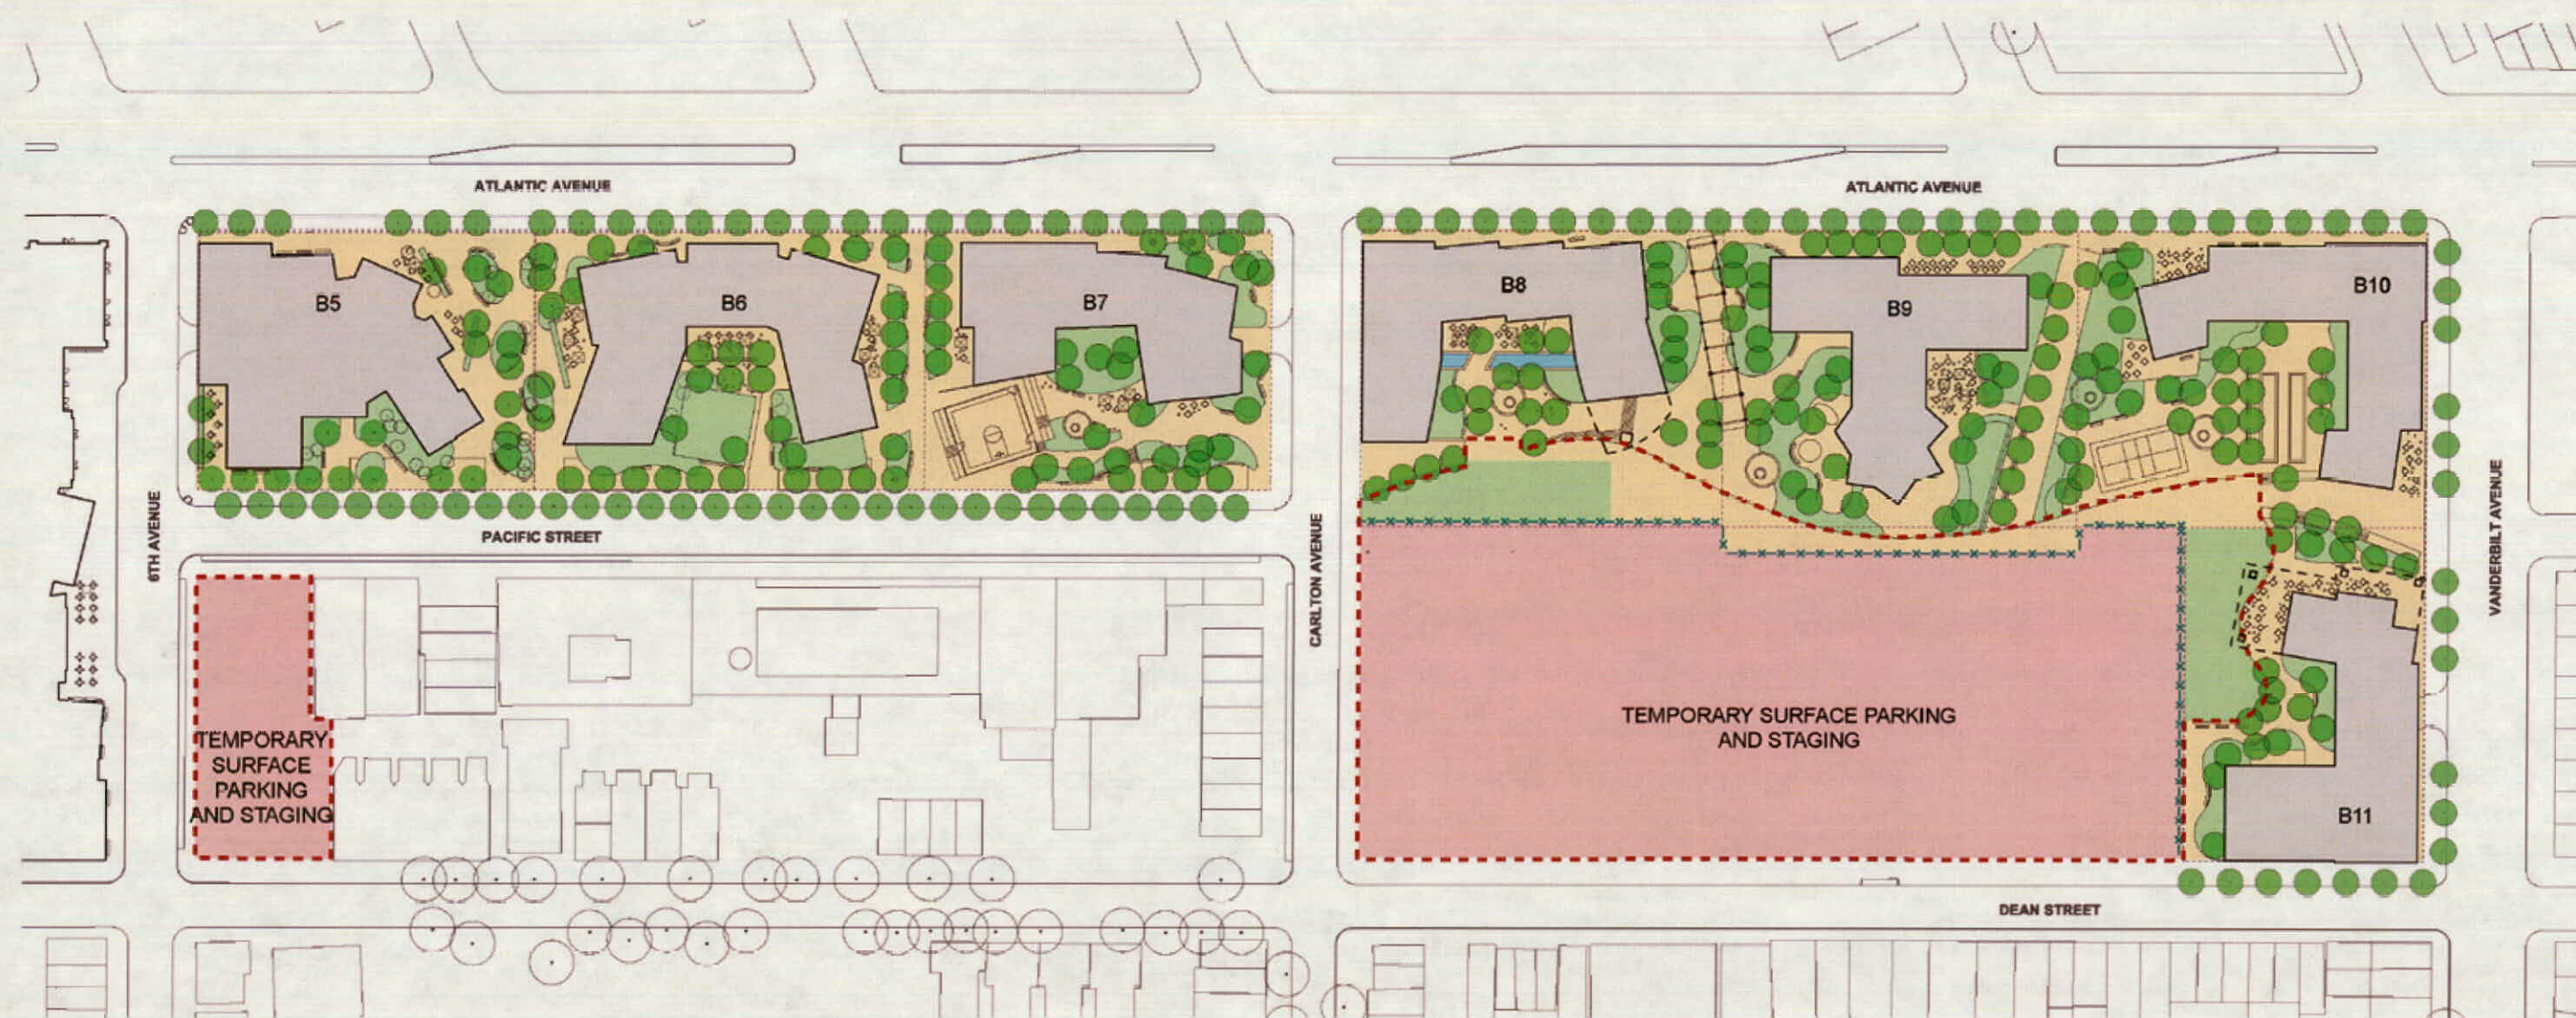 ATLANTIC AVENUE
ATLANTIC AVENUE
B5
B6
B7
B8
B9
B10
6TH AVENUE
PACIFIC STREET
CARLTON AVENUE
VANDERBILT AVENUE
TEMPORARY
SURFACE
PARKING
AND STAGING
TEMPORARY SURFACE PARKING
AND STAGING
B11
DEAN STREET